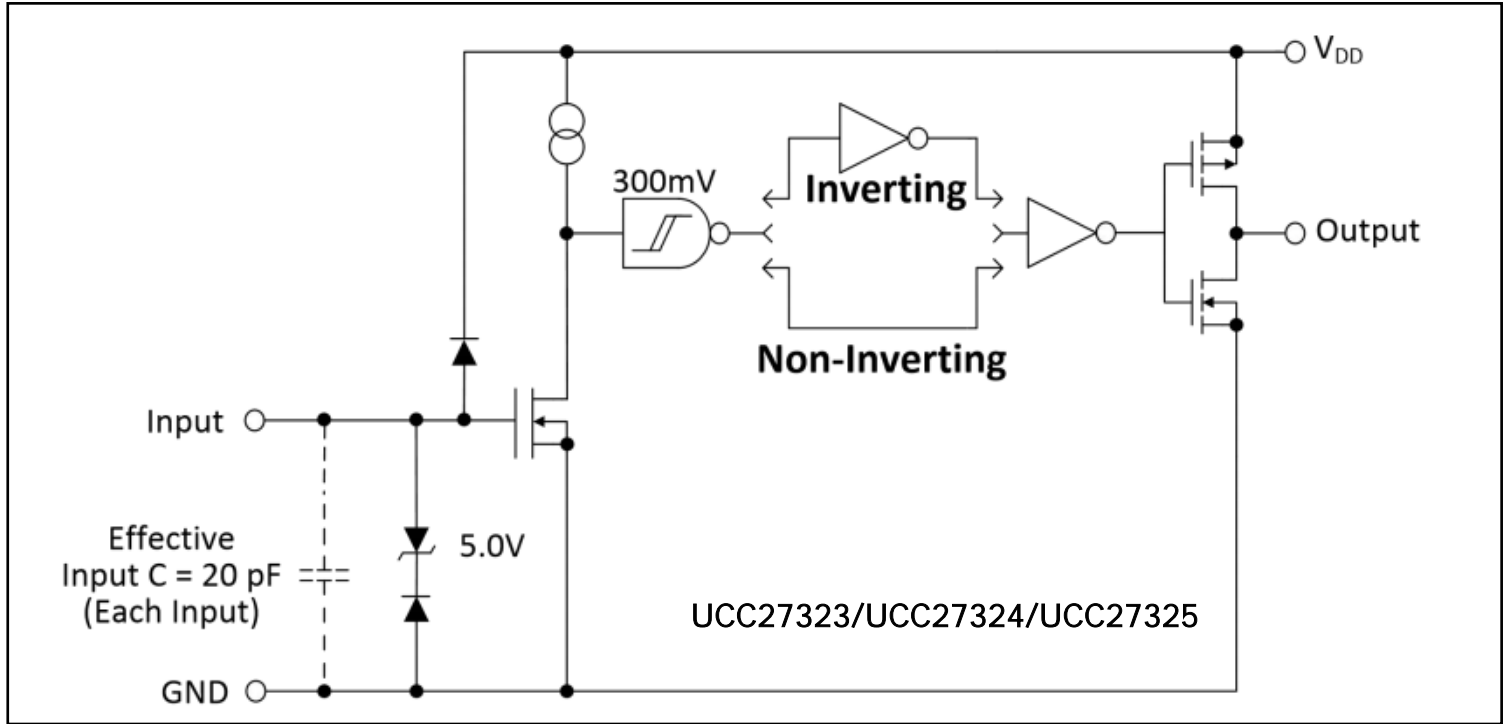 V_DD
300mV
Inverting
Output
Non-Inverting
Input
Effective
Input C = 20 pF
(Each Input)
5.0V
UCC27323/UCC27324/UCC27325
GND